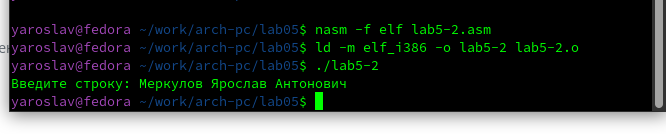 yaroslav@fedora ~/work/arch-pc/lab05$ nasm -f elf lab5-2.asm
yaroslav@fedora ~/work/arch-pc/lab05$ ld -m elf_i386 -o lab5-2 lab5-2.o
yaroslav@fedora ~/work/arch-pc/lab05$ ./lab5-2
Введите строку: Меркулов Ярослав Антонович
yaroslav@fedora ~/work/arch-pc/lab05$